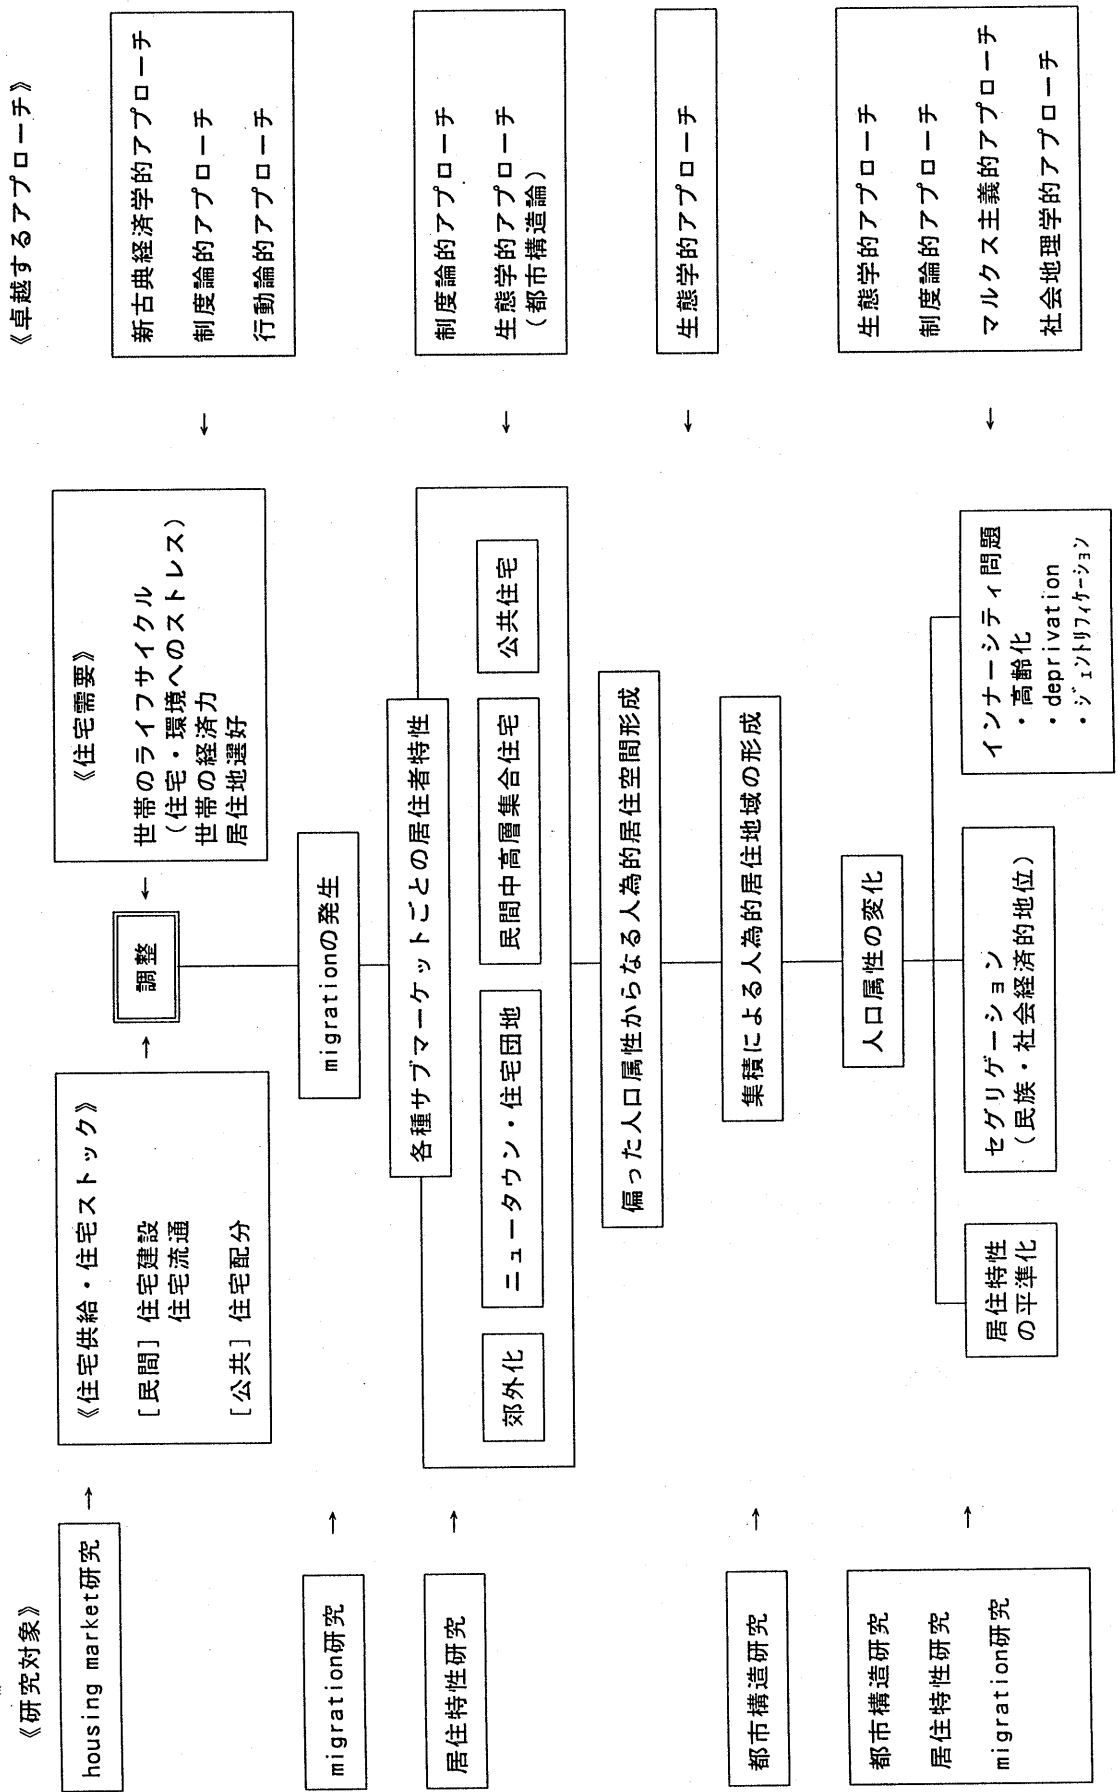 《研究対象》
housing market研究
migration研究
居住特性研究
都市構造研究
都市構造研究
居住特性研究
migration研究
《住宅供給・住宅ストック》
[民間] 住宅建設
住宅流通
[公共] 住宅配分
調整
《住宅需要》
世帯のライフサイクル
(住宅・環境へのストレス)
世帯の経済力
居住地選好
migrationの発生
各種サブマーケットごとの居住者特性
郊外化
ニュータウン・住宅団地
民間中高層集合住宅
公共住宅
偏った人口属性からなる人為的居住空間形成
集積による人為的居住地域の形成
人口属性の変化
居住特性
の平準化
セグリゲーション
(民族・社会経済的地位)
インナーシティ問題
・高齢化
・deprivation
・ジェントリフィケーション
《卓越するアプローチ》
新古典経済学的アプローチ
制度論的アプローチ
行動論的アプローチ
制度論的アプローチ
生態学的アプローチ
(都市構造論)
生態学的アプローチ
生態学的アプローチ
制度論的アプローチ
マルクス主義的アプローチ
社会地理学的アプローチ